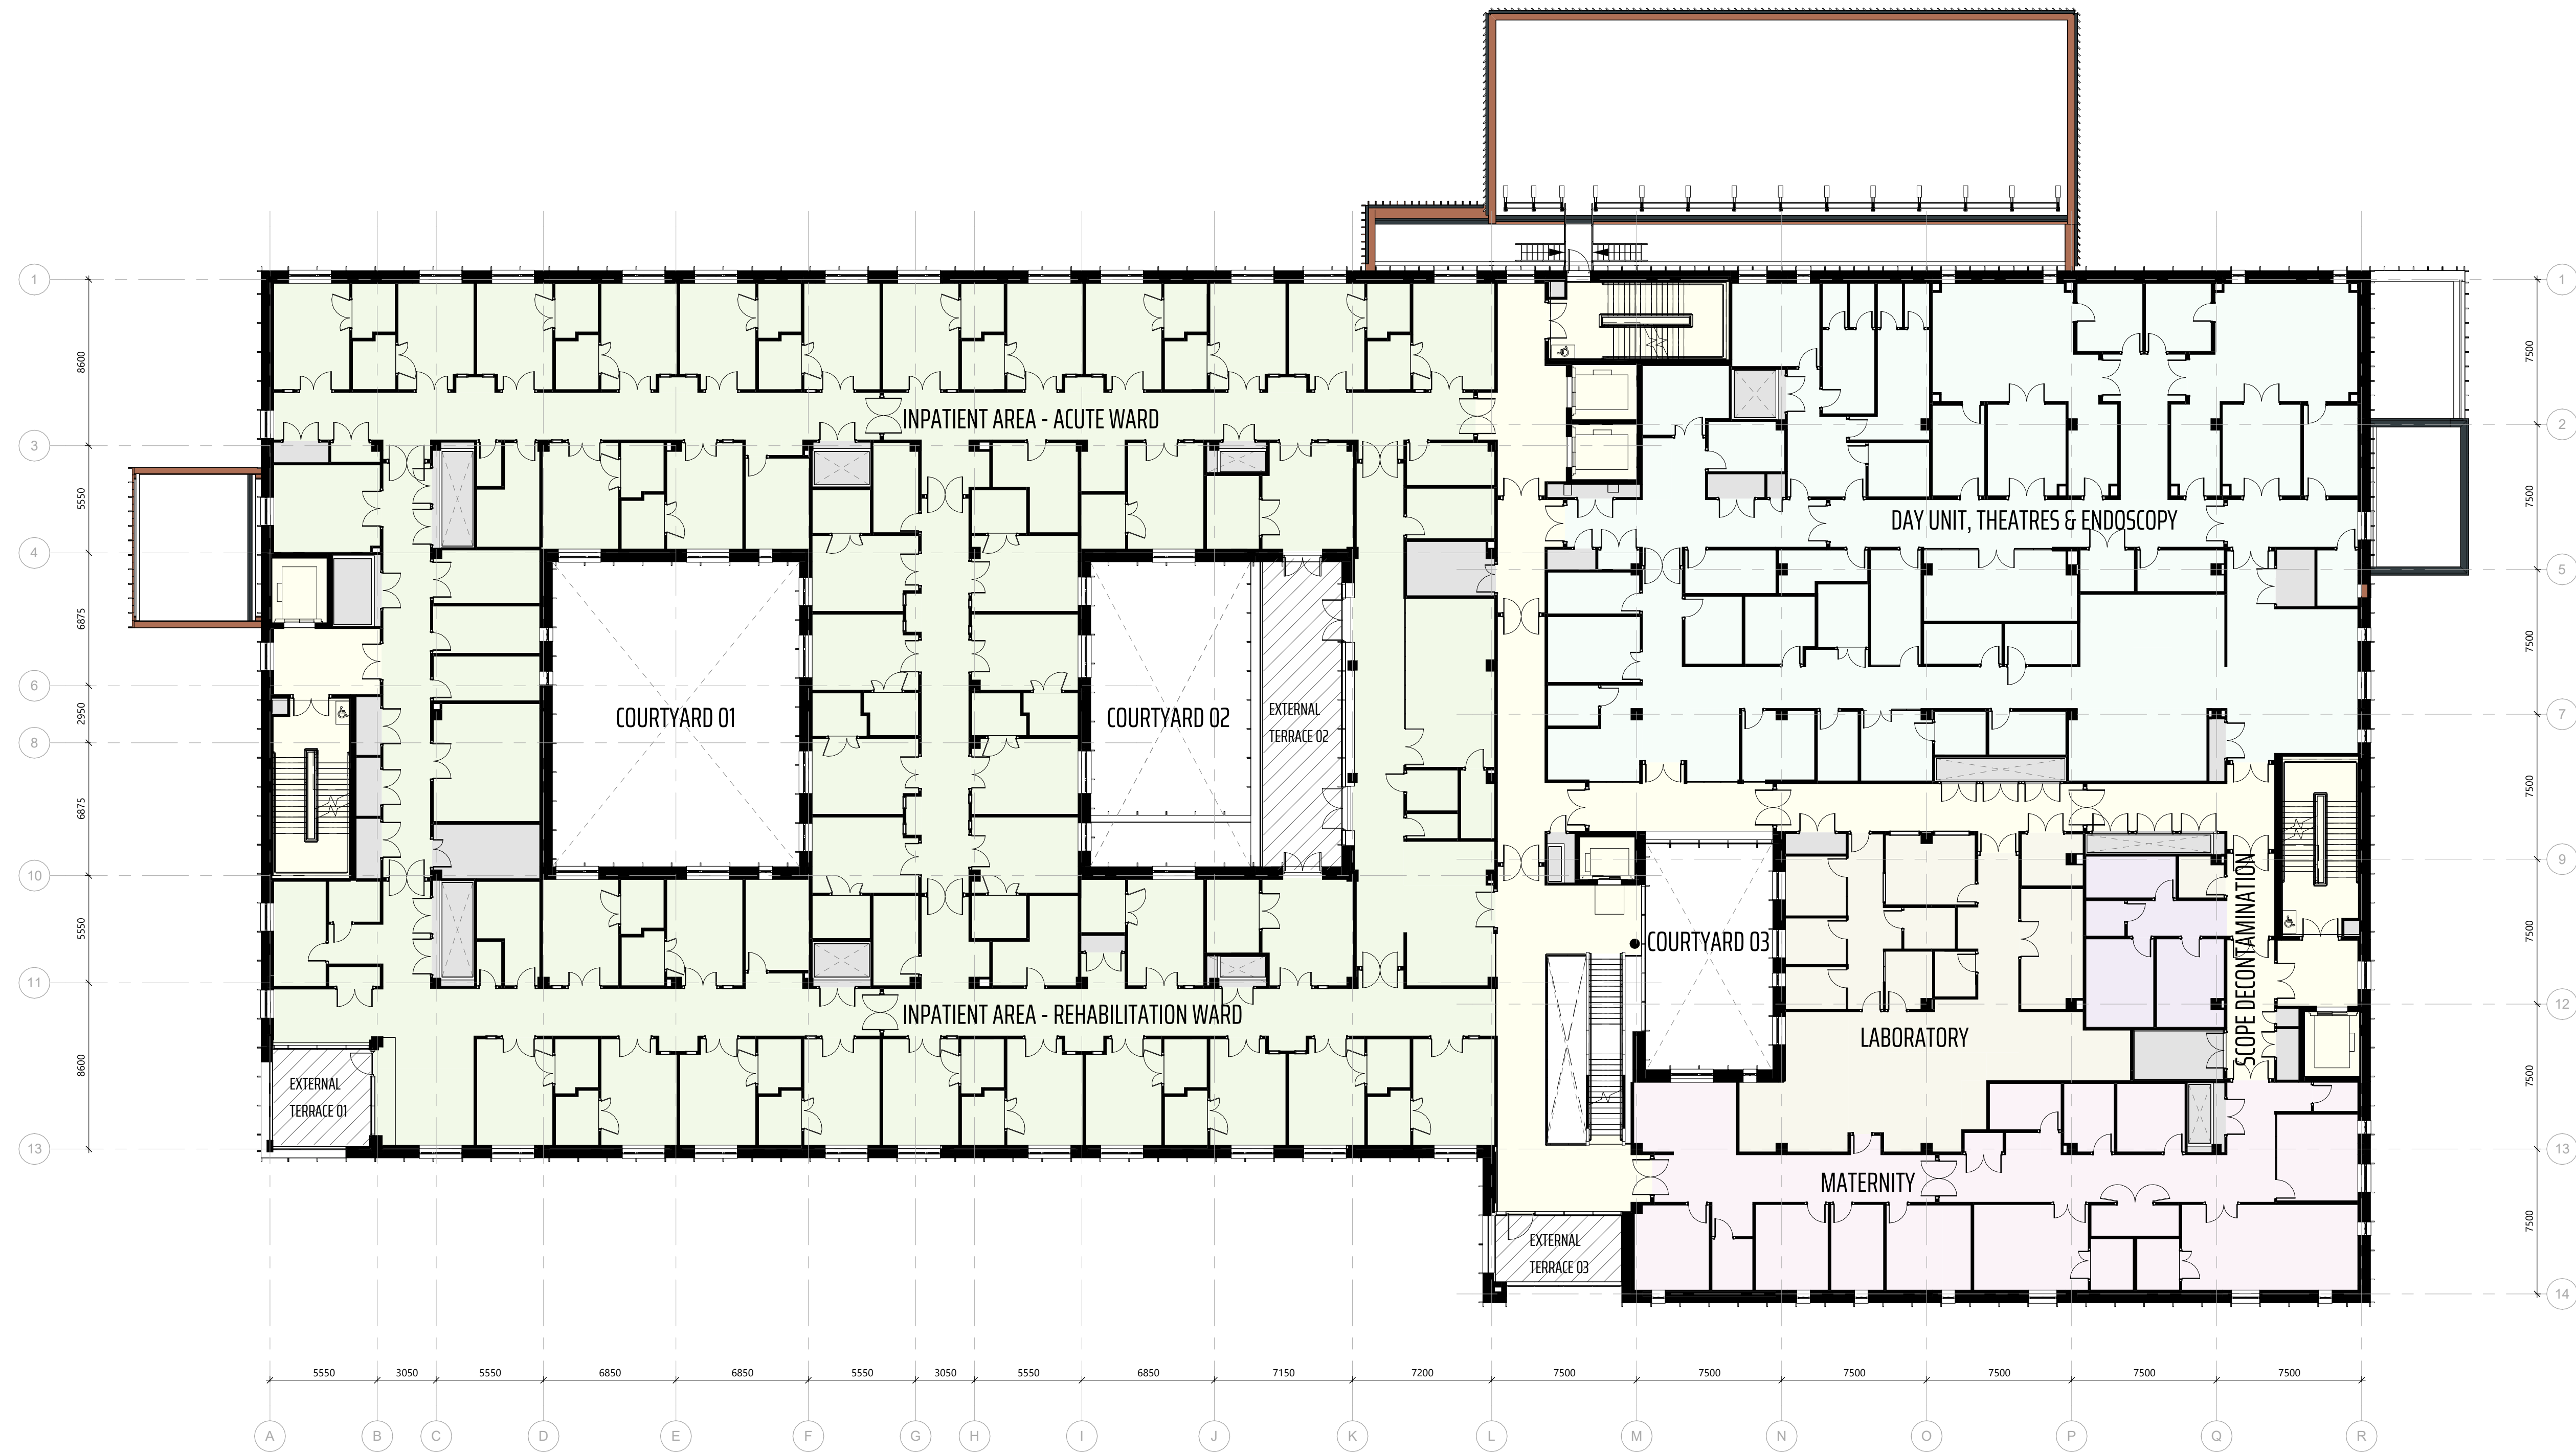 1
1
8600
7500
INPATIENT AREA - ACUTE WARD
3
2
5550
7500
DAY UNIT, THEATRES & ENDOSCOPY
4
5
6875
7500
6
COURTYARD 01
COURTYARD 02
EXTERNAL
TERRACE 02
2950
7
8
6875
7500
10
9
5550
7500
COURTYARD 03
SCOPE DECONTAMINATION
11
12
INPATIENT AREA - REHABILITATION WARD
LABORATORY
8600
7500
EXTERNAL
TERRACE 01
13
13
MATERNITY
7500
EXTERNAL
TERRACE 03
14
5550 3050 5550 6850 6850 5550 3050 5550 6850 7150 7200 7500 7500 7500 7500 7500 7500
A B C D E F G H I J K L M N O P Q R